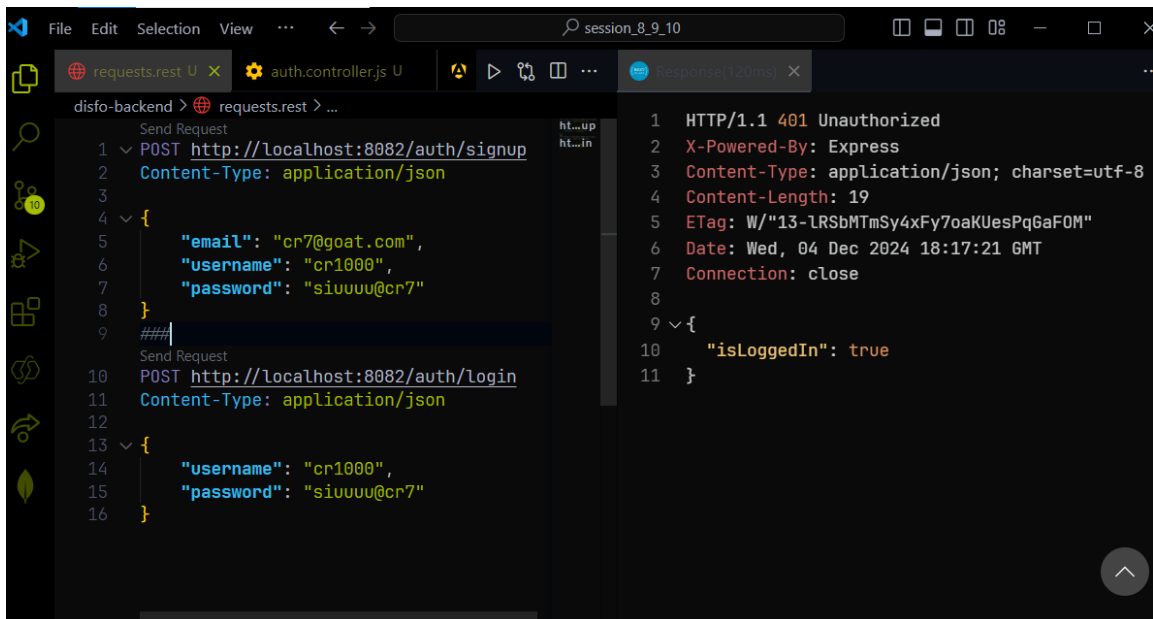 File Edit Selection View ··· ← → session_8_9_10
requests.rest U × auth.controller.js U ···
disfo-backend > requests.rest > ...
Send Request
1 POST http://localhost:8082/auth/signup
2 Content-Type: application/json
3
4 {
5 "email": "cr7@goat.com",
6 "username": "cr1000",
7 "password": "siuuuu@cr7"
8 }
9 ###
Send Request
10 POST http://localhost:8082/auth/login
11 Content-Type: application/json
12
13 {
14 "username": "cr1000",
15 "password": "siuuuu@cr7"
16 }
ht…up
ht…in
10
Response(120ms) ×
1 HTTP/1.1 401 Unauthorized
2 X-Powered-By: Express
3 Content-Type: application/json; charset=utf-8
4 Content-Length: 19
5 ETag: W/"13-lRSbMTmSy4xFy7oaKUesPqGaFOM"
6 Date: Wed, 04 Dec 2024 18:17:21 GMT
7 Connection: close
8
9 {
10 "isLoggedIn": true
11 }